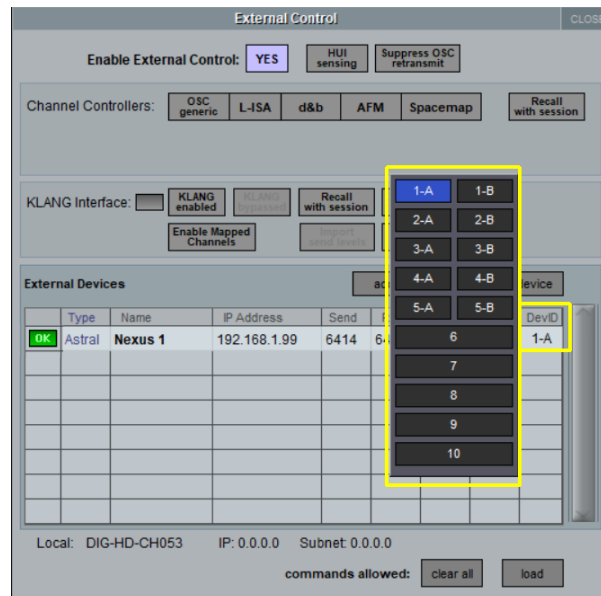 External Control
CLOSE
Enable External Control: YES HUI sensing Suppress OSC retransmit
Channel Controllers: OSC generic L-ISA d&b AFM Spacemap Recall with session
KLANG Interface: KLANG enabled KLANG bypassed Recall with session
Enable Mapped Channels Import send levels
1-A 1-B
2-A 2-B
3-A 3-B
4-A 4-B
5-A 5-B
6
7
8
9
10
External Devices
Type Name IP Address Send DevID
OK Astral Nexus 1 192.168.1.99 6414 1-A
Local: DIG-HD-CH053 IP: 0.0.0.0 Subnet: 0.0.0.0
commands allowed: clear all load